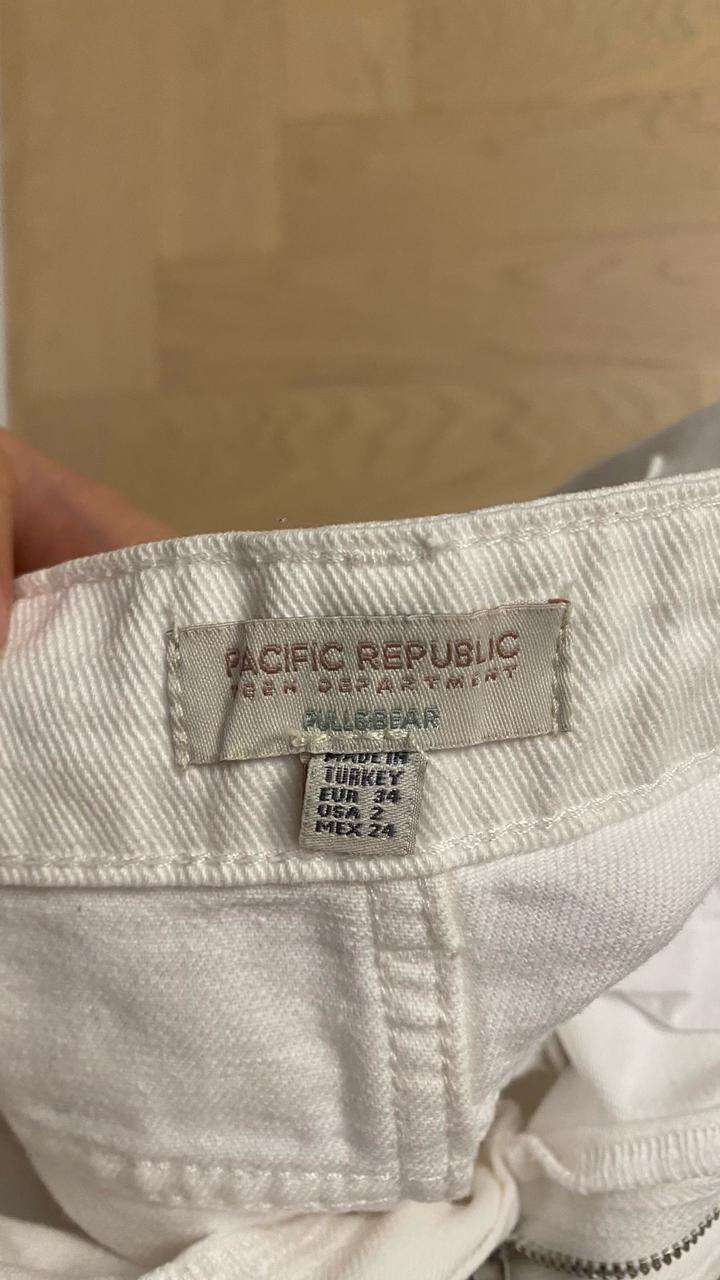 PACIFIC REPUBLIC
TEEN DEPARTMENT
PULL&BEAR
MADE IN
TURKEY
EUR 34
USA 2
MEX 24